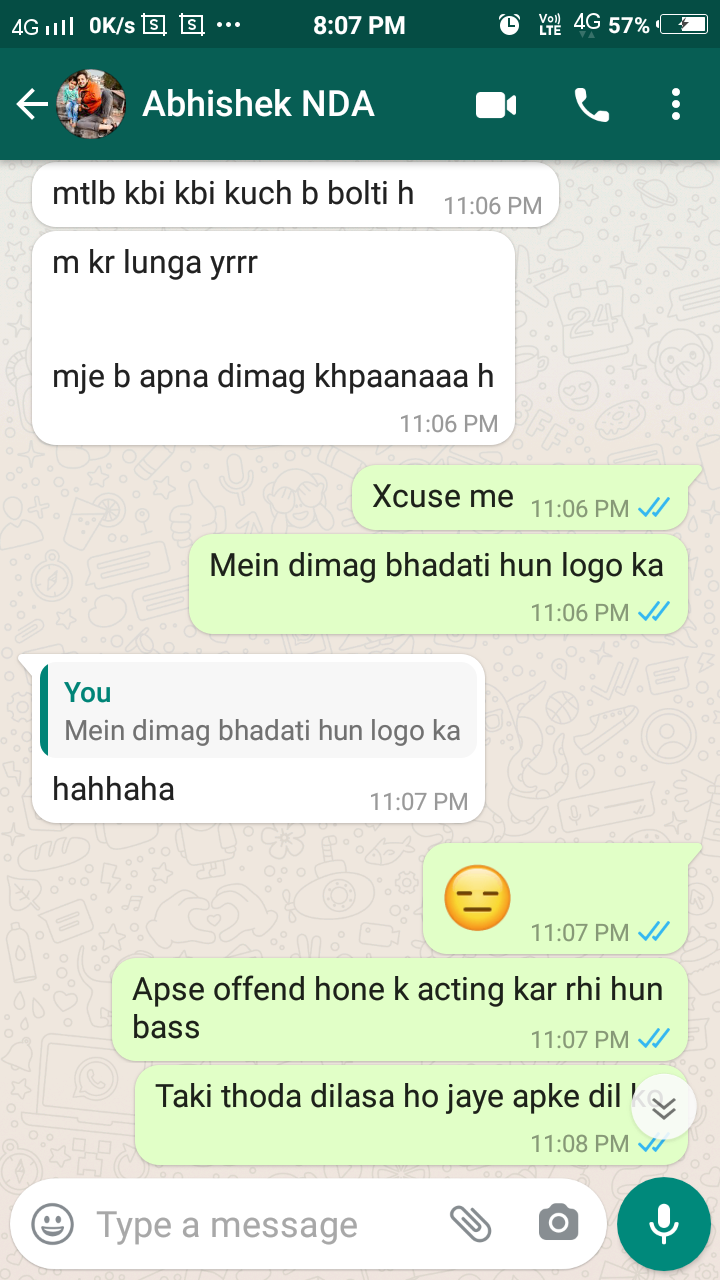 4G 0K/s S S ... 8:07 PM Vo)) LTE 4G 57%
Abhishek NDA
mtlb kbi kbi kuch b bolti h 11:06 PM
m kr lunga yrrr
mje b apna dimag khpaanaaa h
11:06 PM
Xcuse me 11:06 PM
Mein dimag bhadati hun logo ka
11:06 PM
You
Mein dimag bhadati hun logo ka
hahhaha 11:07 PM
11:07 PM
Apse offend hone k acting kar rhi hun
bass 11:07 PM
Taki thoda dilasa ho jaye apke dil ko
11:08 PM
Type a message